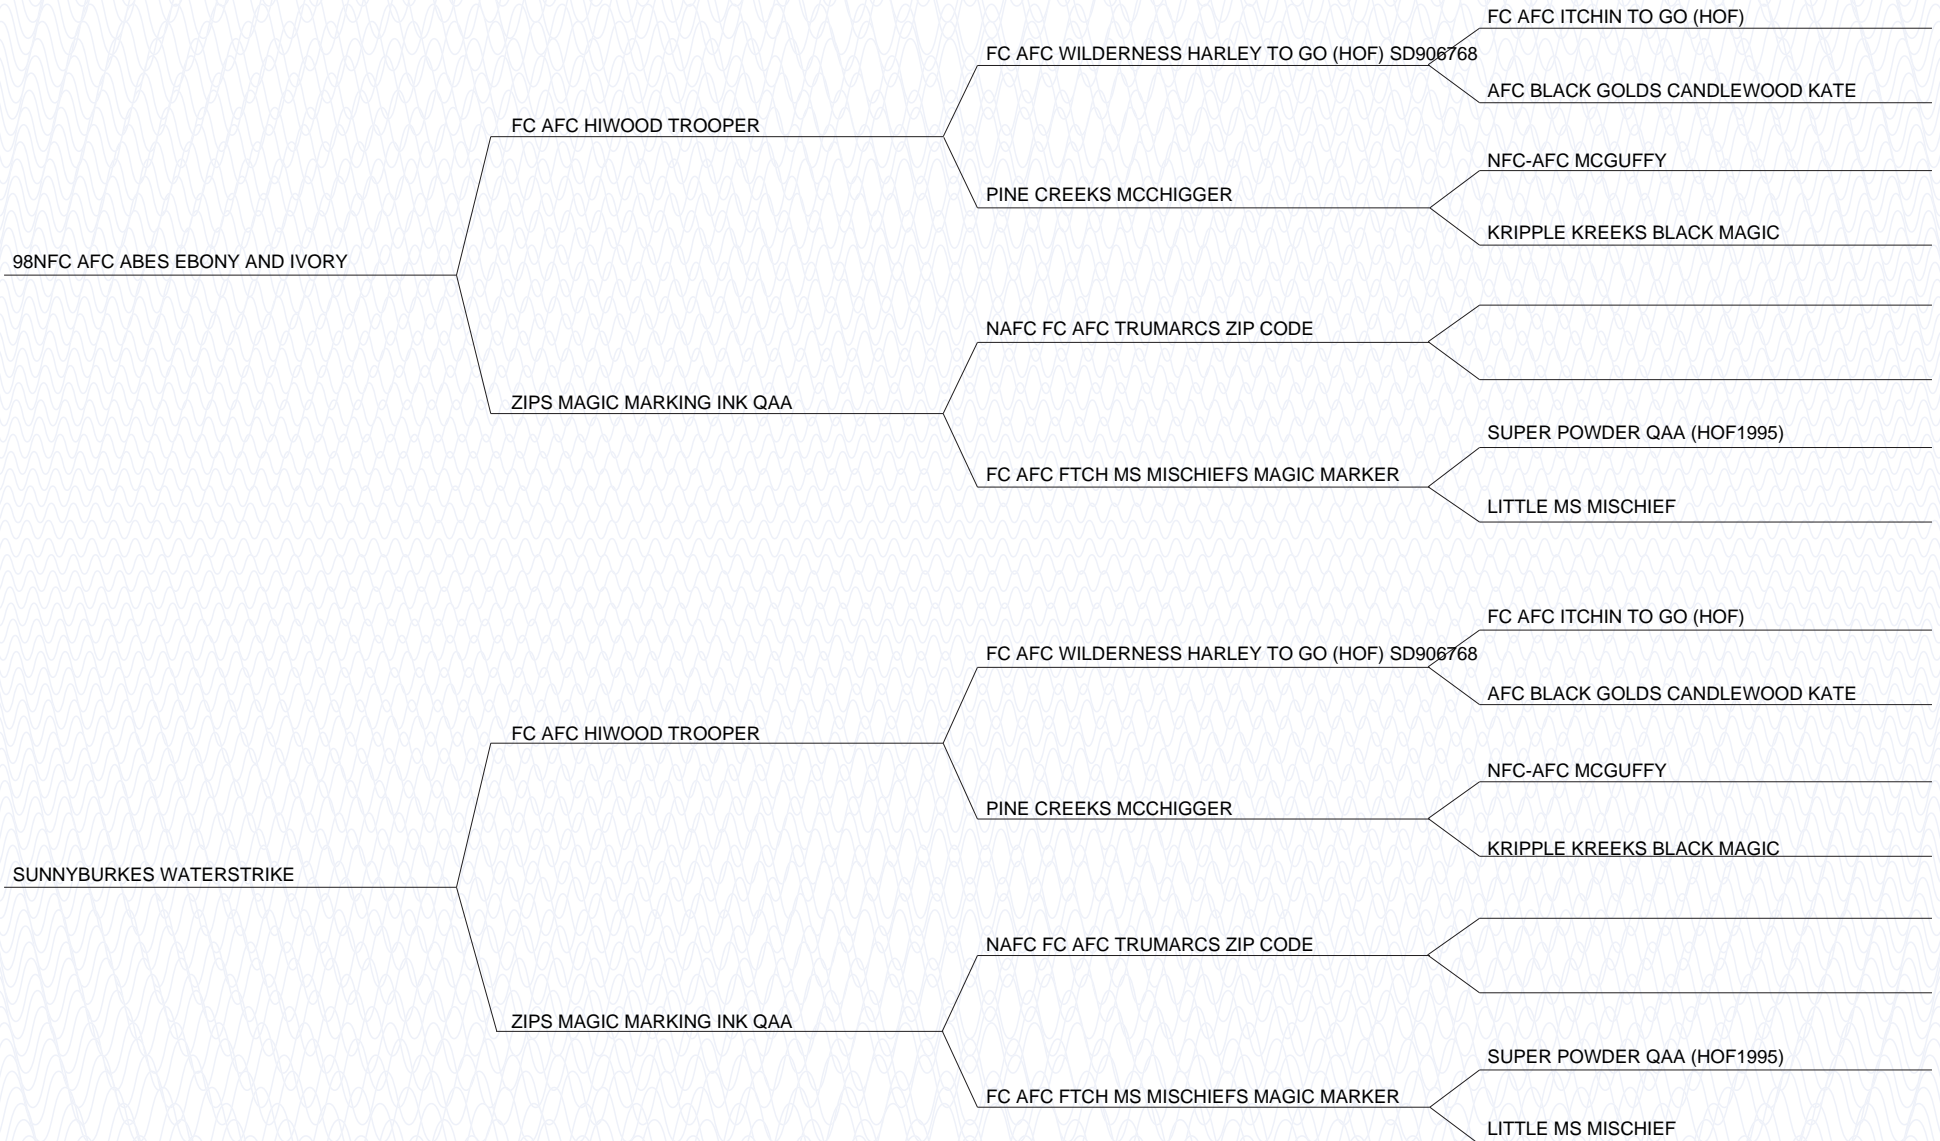 FC AFC ITCHIN TO GO (HOF)
FC AFC WILDERNESS HARLEY TO GO (HOF) SD906768
AFC BLACK GOLDS CANDLEWOOD KATE
FC AFC HIWOOD TROOPER
NFC-AFC MCGUFFY
PINE CREEKS MCCHIGGER
KRIPPLE KREEKS BLACK MAGIC
98NFC AFC ABES EBONY AND IVORY
NAFC FC AFC TRUMARCS ZIP CODE
ZIPS MAGIC MARKING INK QAA
SUPER POWDER QAA (HOF1995)
FC AFC FTCH MS MISCHIEFS MAGIC MARKER
LITTLE MS MISCHIEF
FC AFC ITCHIN TO GO (HOF)
FC AFC WILDERNESS HARLEY TO GO (HOF) SD906768
AFC BLACK GOLDS CANDLEWOOD KATE
FC AFC HIWOOD TROOPER
NFC-AFC MCGUFFY
PINE CREEKS MCCHIGGER
KRIPPLE KREEKS BLACK MAGIC
SUNNYBURKES WATERSTRIKE
NAFC FC AFC TRUMARCS ZIP CODE
ZIPS MAGIC MARKING INK QAA
SUPER POWDER QAA (HOF1995)
FC AFC FTCH MS MISCHIEFS MAGIC MARKER
LITTLE MS MISCHIEF